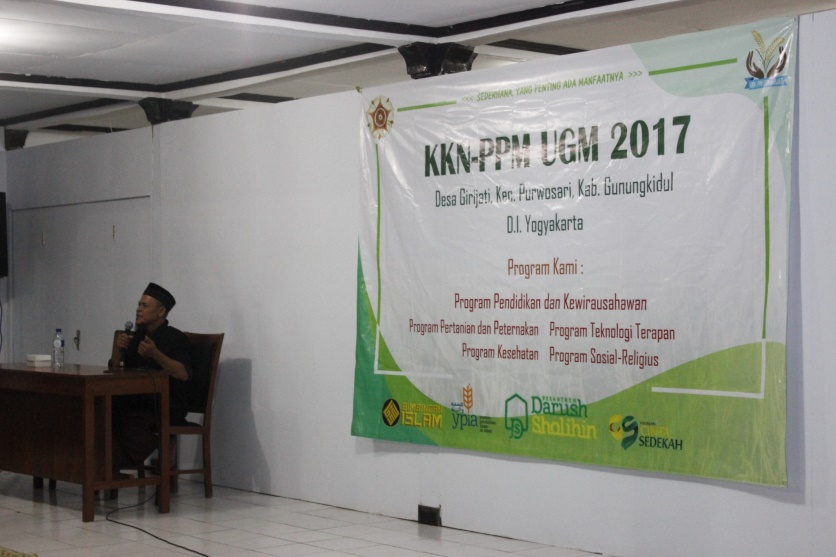 <<< SEDERHANA, YANG PENTING ADA MANFAATNYA >>>
KKN-PPM UGM 2017
Desa Girijati, Kec. Purwosari, Kab. Gunungkidul
D.I. Yogyakarta
Program Kami :
Program Pendidikan dan Kewirausahawan
Program Pertanian dan Peternakan Program Teknologi Terapan
Program Kesehatan Program Sosial-Religius
ISLAM
ypia
PESANTREN
Darush
Sholihin
SEDEKAH